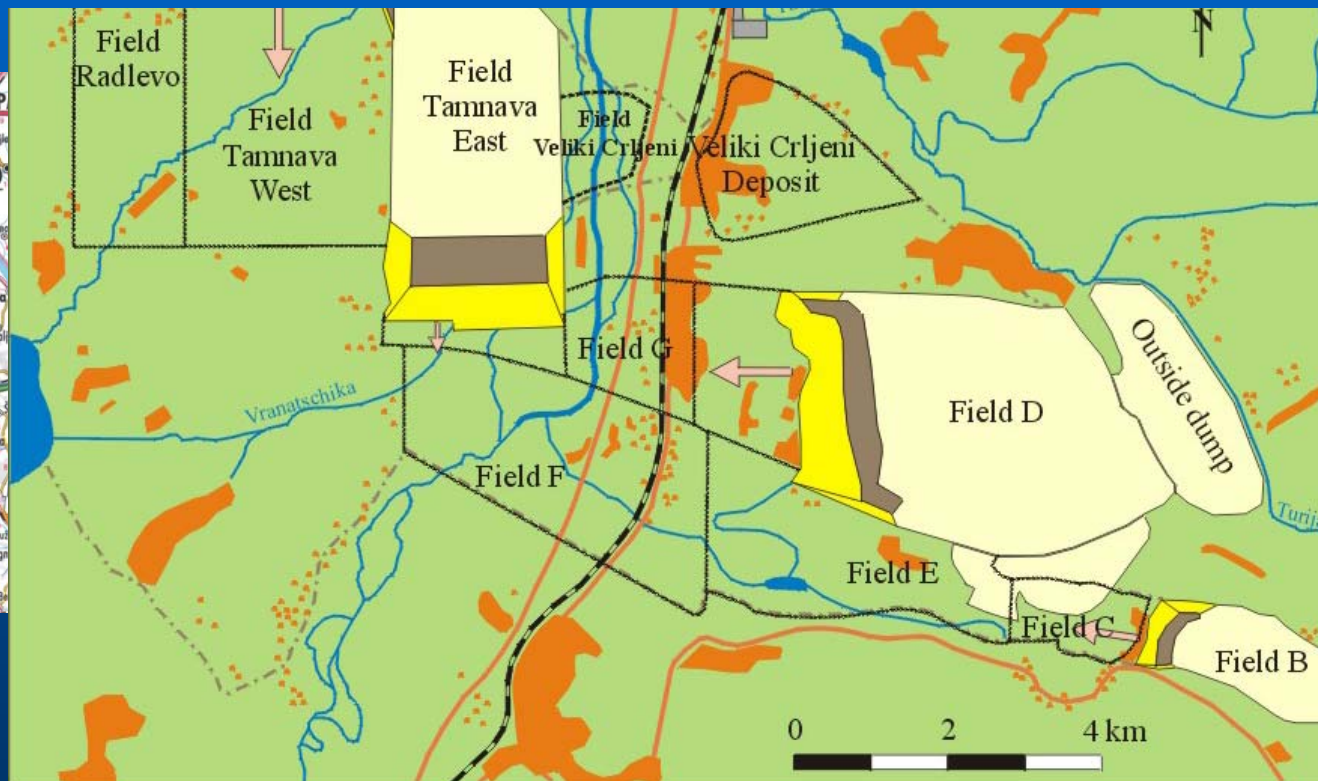 N
Field
Radlevo
Field
Tamnava
West
Field
Tamnava
East
Field
Veliki Crljeni
Veliki Crljeni
Deposit
Field G
Field D
Outside dump
Vranatschika
Field F
Field E
Field C
Field B
0 2 4 km